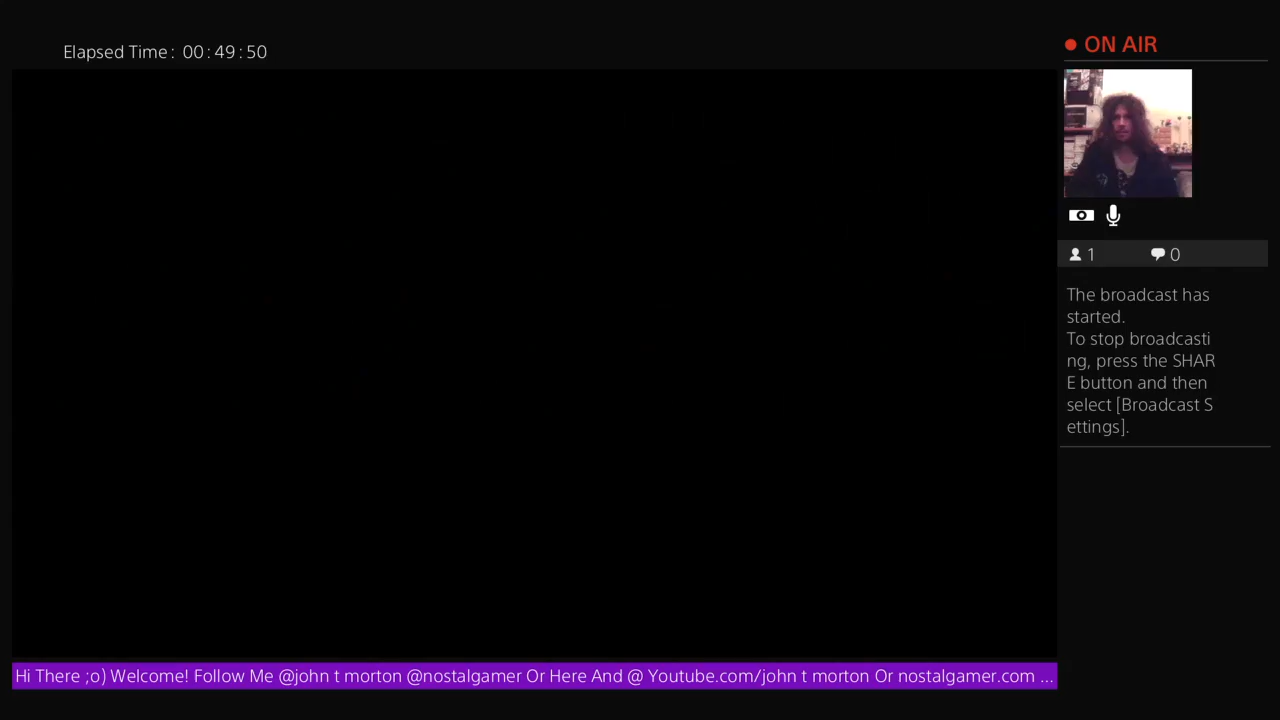 Elapsed Time: 00:49:50
ON AIR
1 0
The broadcast has
started.
To stop broadcasti
ng, press the SHAR
E button and then
select [Broadcast S
ettings].
Hi There ;o) Welcome! Follow Me @john t morton @nostalgamer Or Here And @ Youtube.com/john t morton Or nostalgamer.com ...